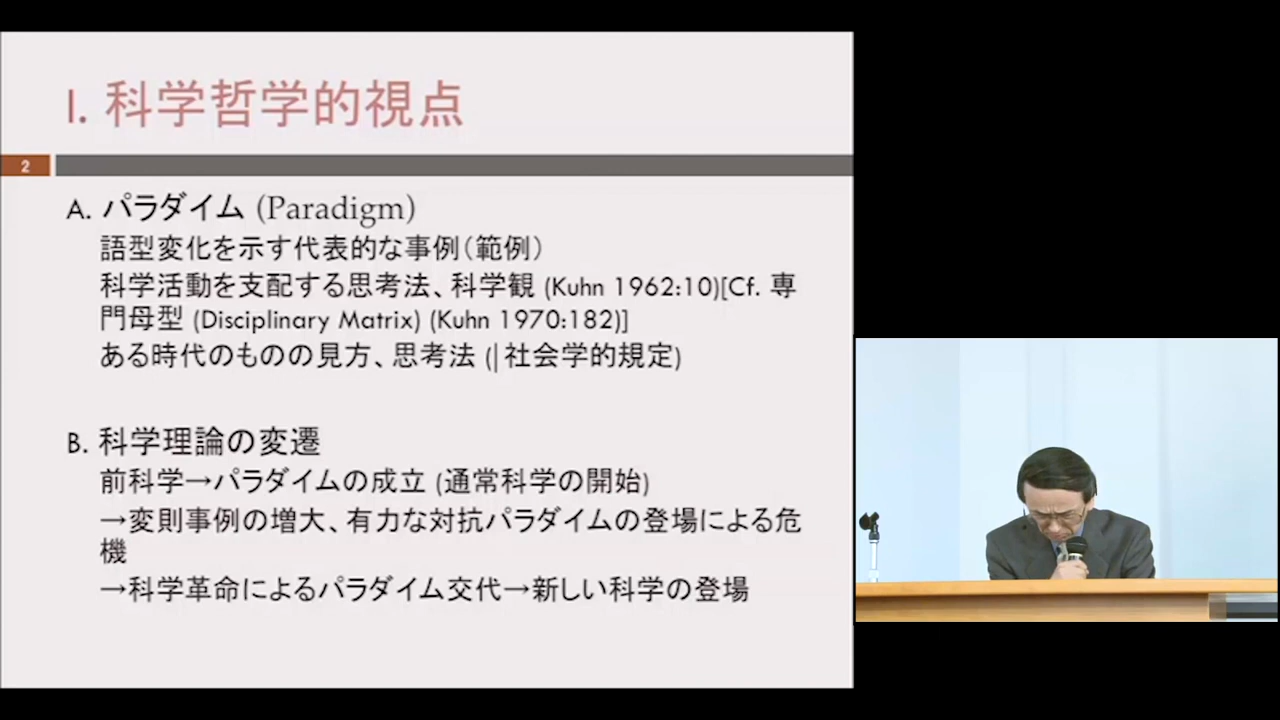 I. 科学哲学的視点
2
A. パラダイム (Paradigm)
語型変化を示す代表的な事例(範例)
科学活動を支配する思考法、科学観 (Kuhn 1962:10)[Cf. 専
門母型 (Disciplinary Matrix) (Kuhn 1970:182)]
ある時代のものの見方、思考法 (|社会学的規定)
B. 科学理論の変遷
前科学→パラダイムの成立 (通常科学の開始)
→変則事例の増大、有力な対抗パラダイムの登場による危
機
→科学革命によるパラダイム交代→新しい科学の登場